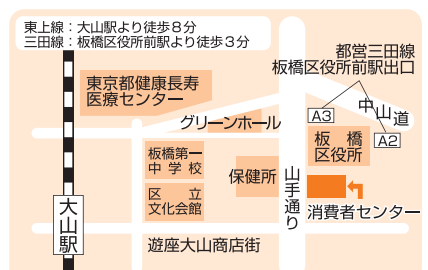 東上線：大山駅より徒歩８分
三田線：板橋区役所前駅より徒歩３分
都営三田線
板橋区役所前駅出口
東京都健康長寿
医療センター
グリーンホール
A3
中山道
A2
板橋
区役所
板橋第一
中学校
保健所
山手通り
区立
文化会館
消費者センター
大山駅
遊座大山商店街